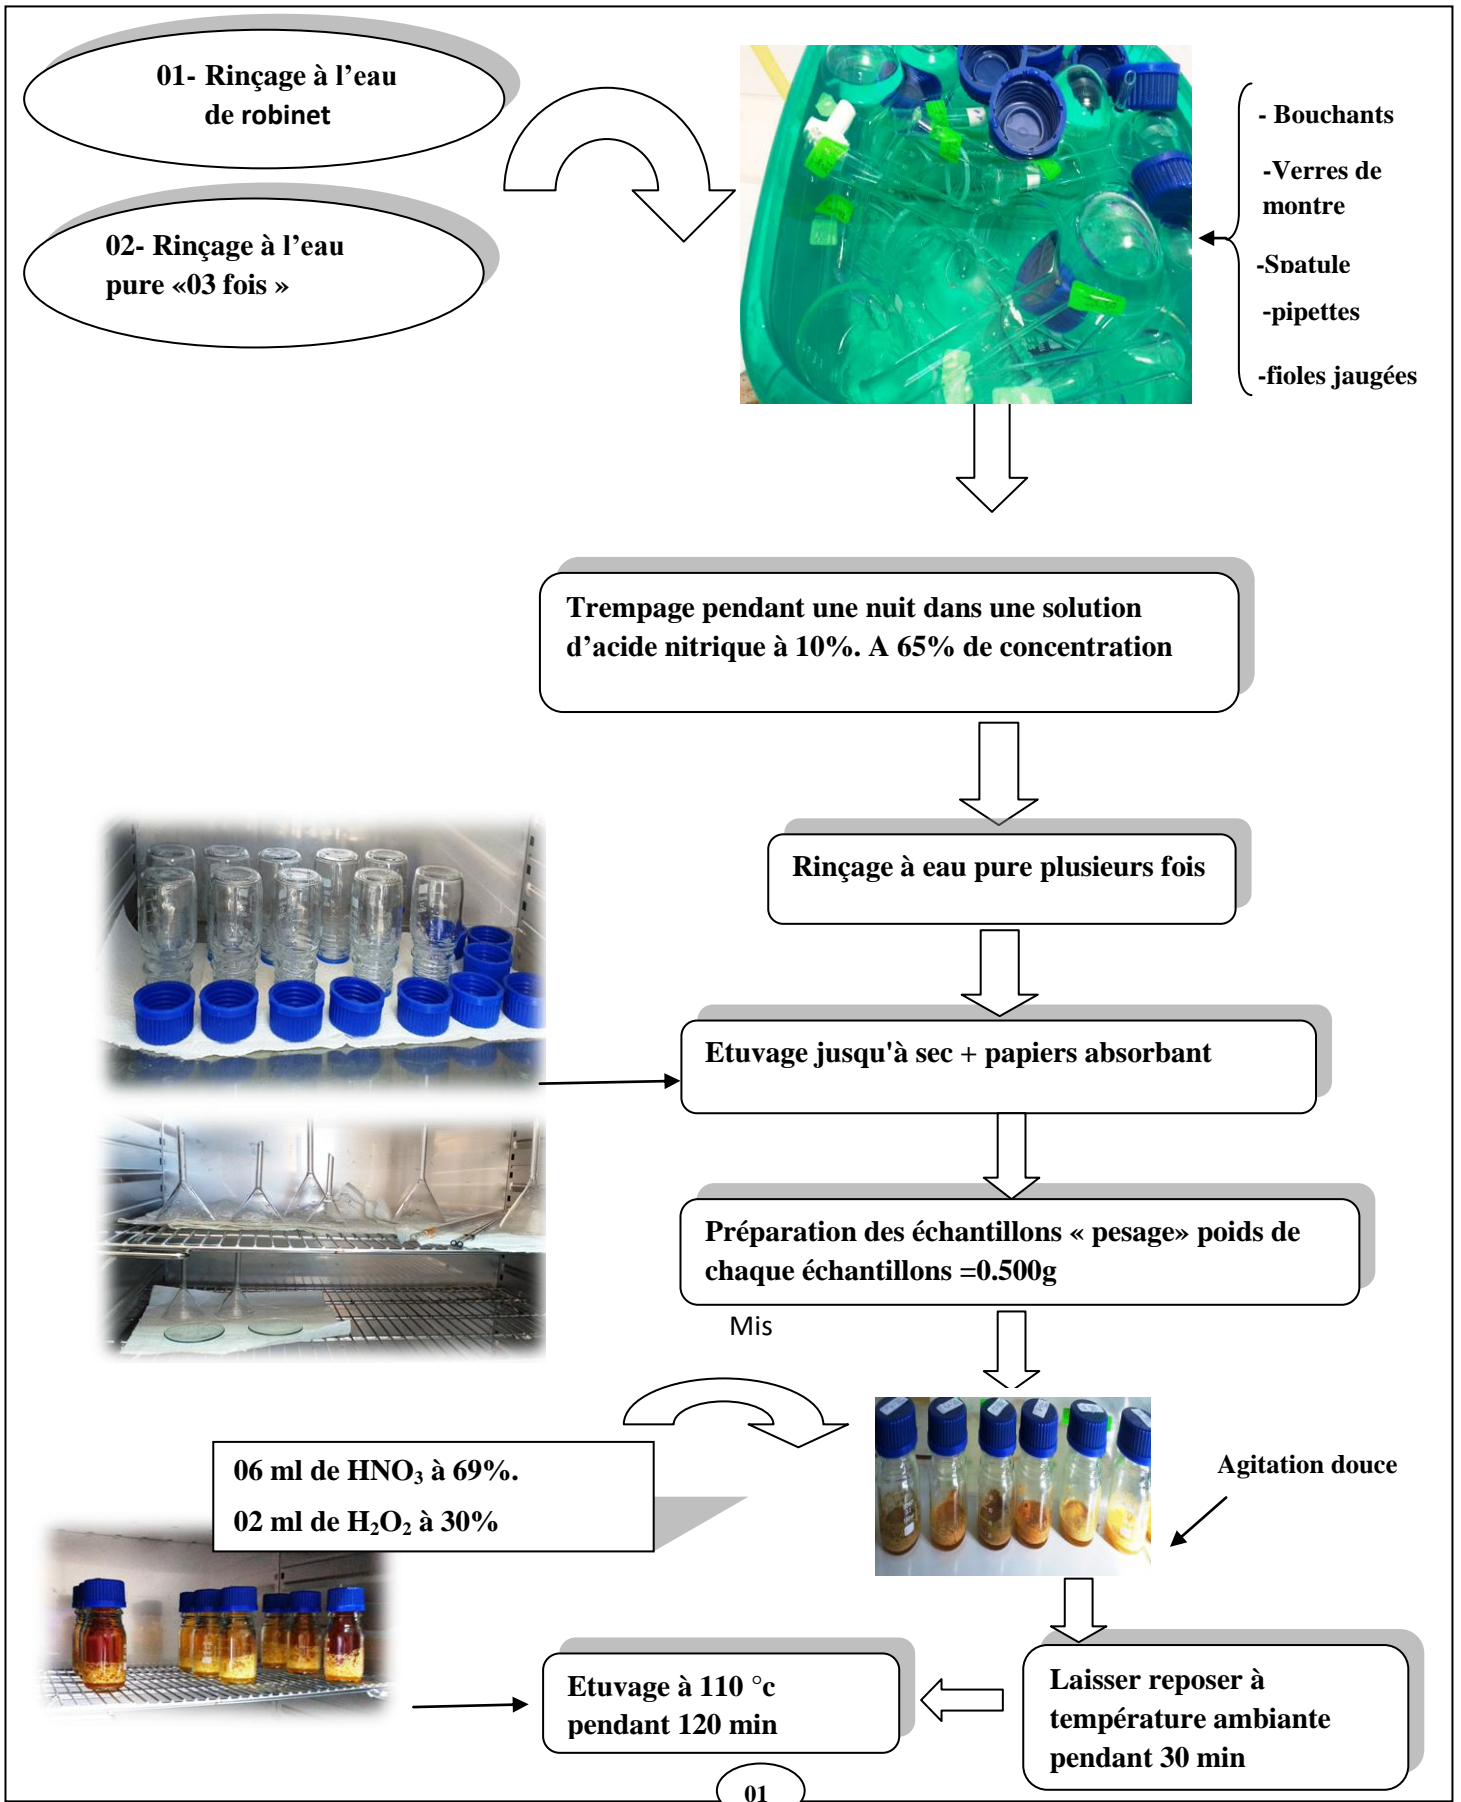 01- Rinçage à l’eau
de robinet
02- Rinçage à l’eau
pure «03 fois »
- Bouchants
-Verres de
montre
-Spatule
-pipettes
-fioles jaugées
Trempage pendant une nuit dans une solution
d’acide nitrique à 10%. A 65% de concentration
Rinçage à eau pure plusieurs fois
Etuvage jusqu'à sec + papiers absorbant
Préparation des échantillons « pesage» poids de
chaque échantillons =0.500g
Mis
06 ml de HNO₃ à 69%.
02 ml de H₂O₂ à 30%
Agitation douce
Laisser reposer à
température ambiante
pendant 30 min
Etuvage à 110 °c
pendant 120 min
01